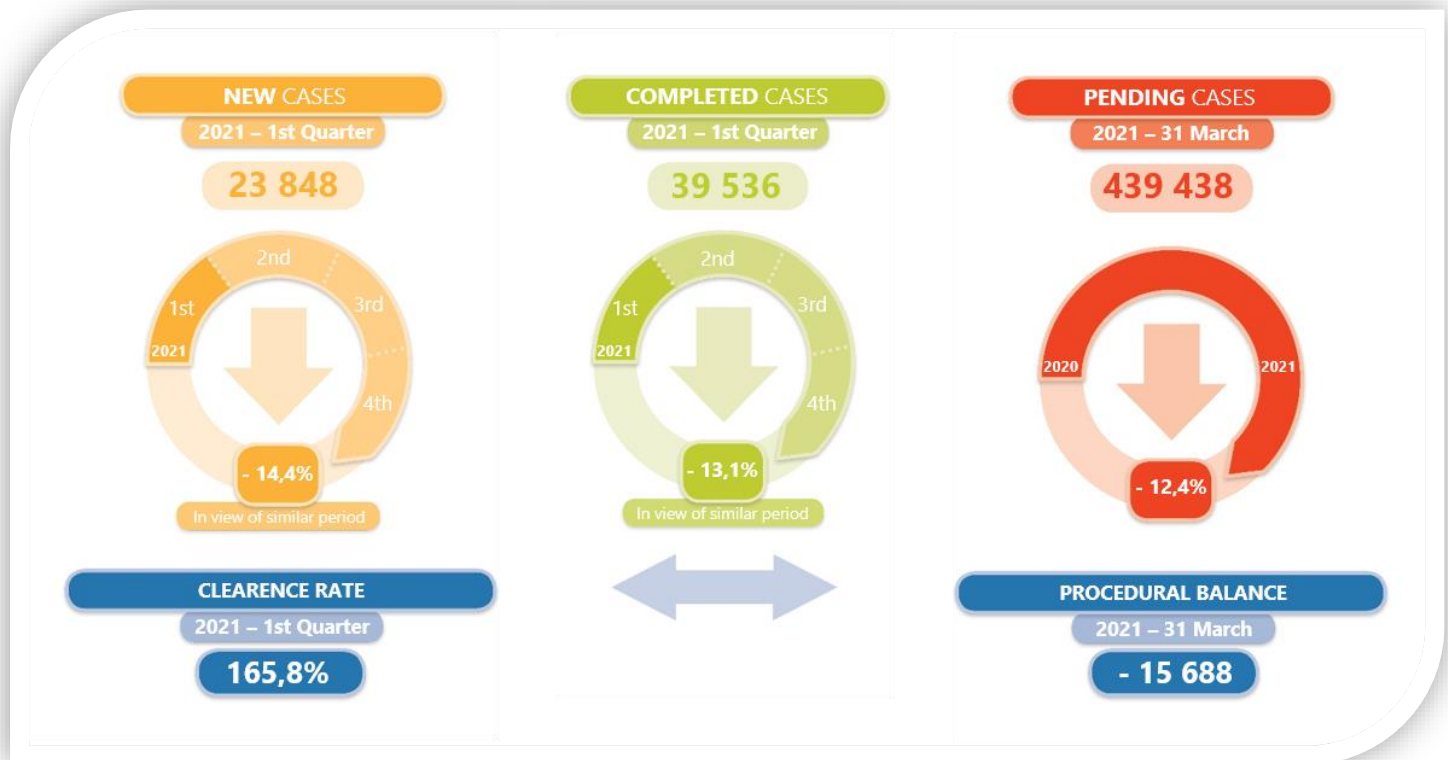 NEW CASES
2021 – 1st Quarter
23 848
1st
2nd
3rd
4th
2021
- 14,4%
In view of similar period
COMPLETED CASES
2021 – 1st Quarter
39 536
1st
2nd
3rd
4th
2021
- 13,1%
In view of similar period
PENDING CASES
2021 – 31 March
439 438
2020
2021
- 12,4%
CLEARENCE RATE
2021 – 1st Quarter
165,8%
PROCEDURAL BALANCE
2021 – 31 March
- 15 688